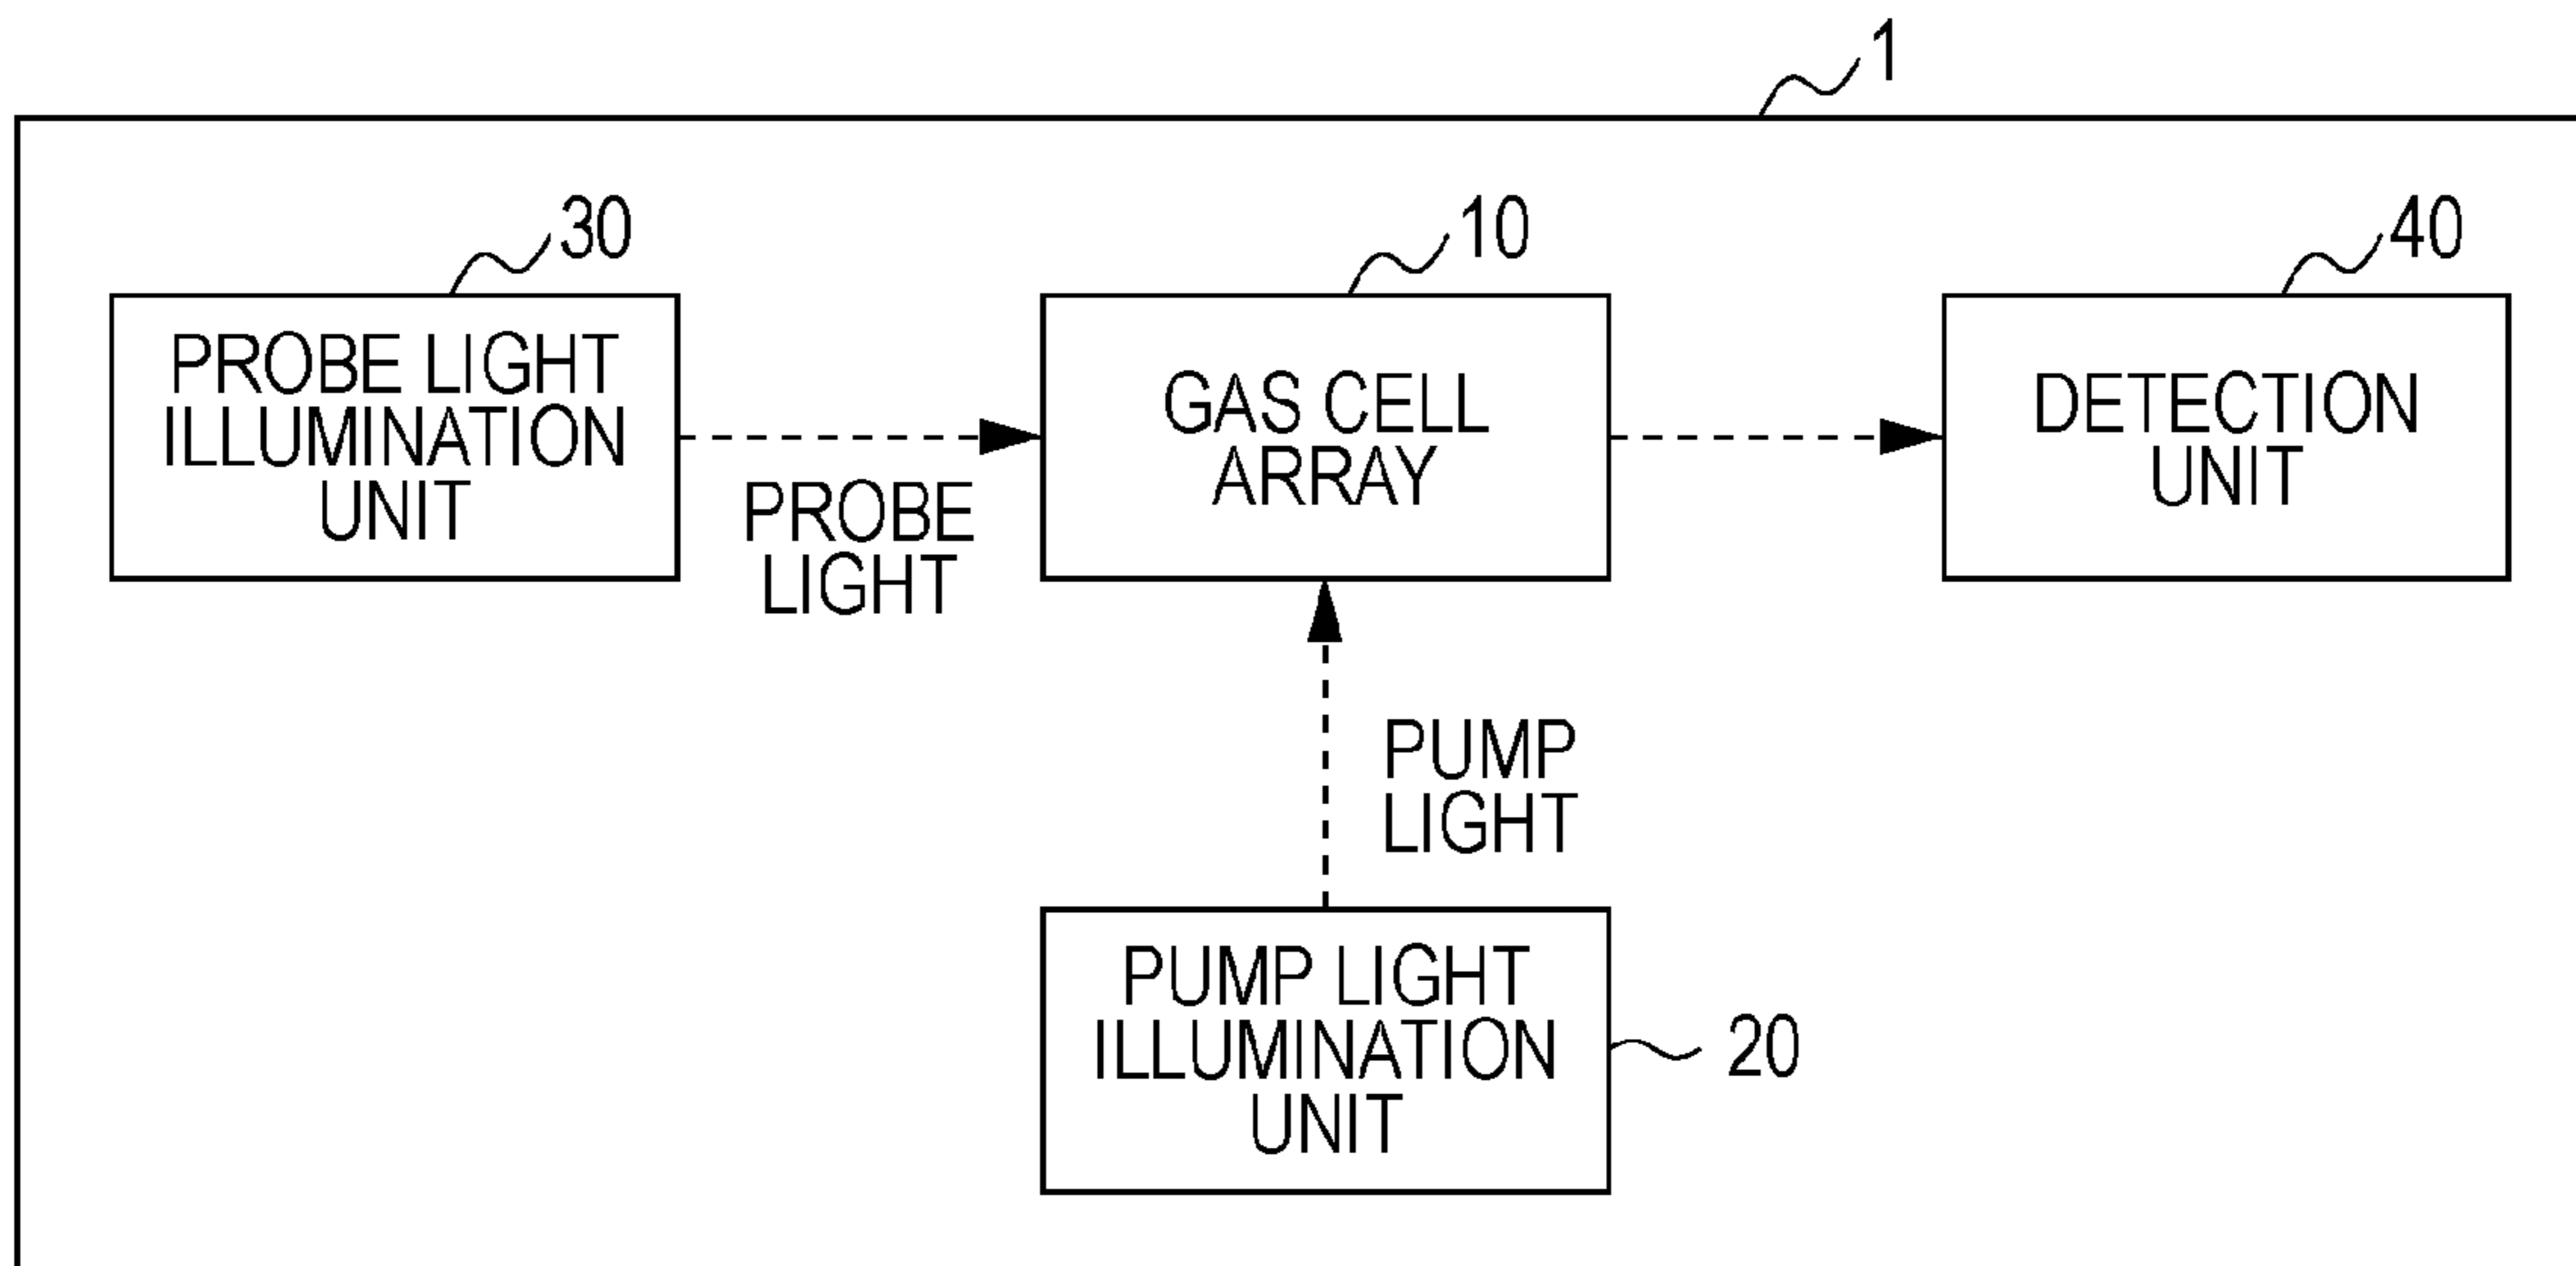 1
30
10
40
PROBE LIGHT
ILLUMINATION
UNIT
PROBE
LIGHT
GAS CELL
ARRAY
DETECTION
UNIT
PUMP
LIGHT
PUMP LIGHT
ILLUMINATION
UNIT
20